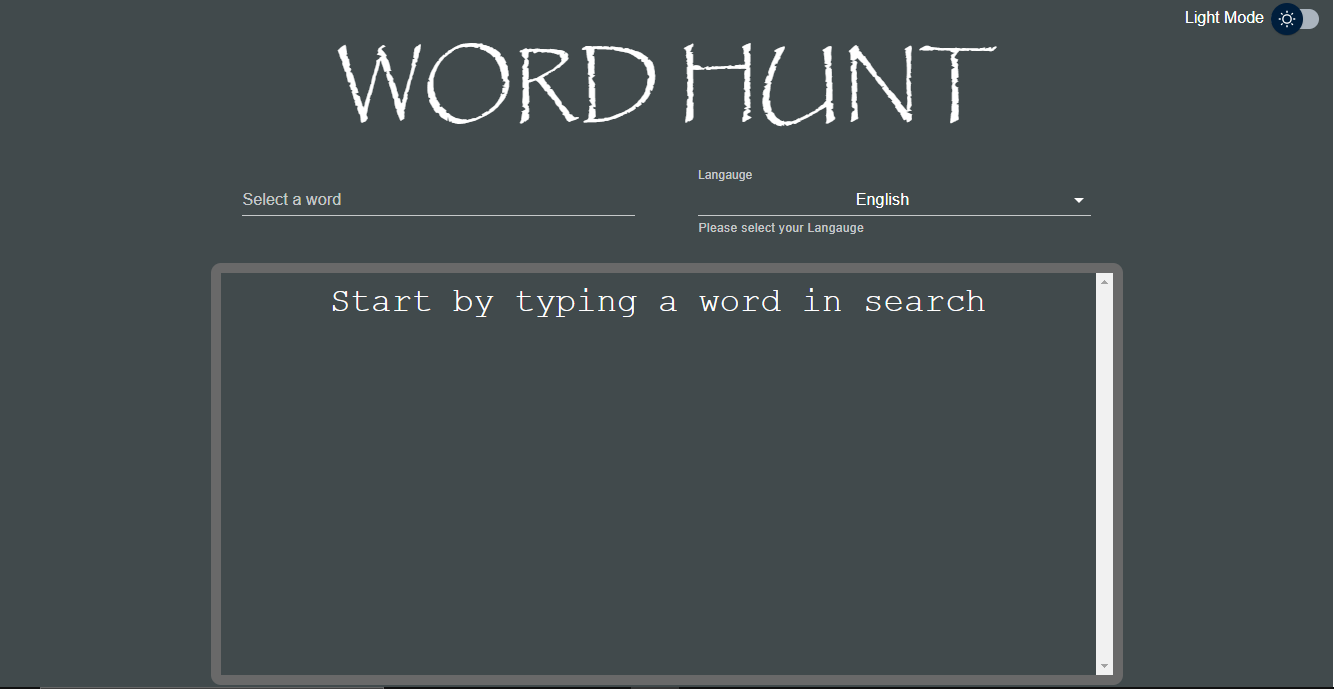 Light Mode
WORD HUNT
Select a word
Langauge
English
Please select your Langauge
Start by typing a word in search